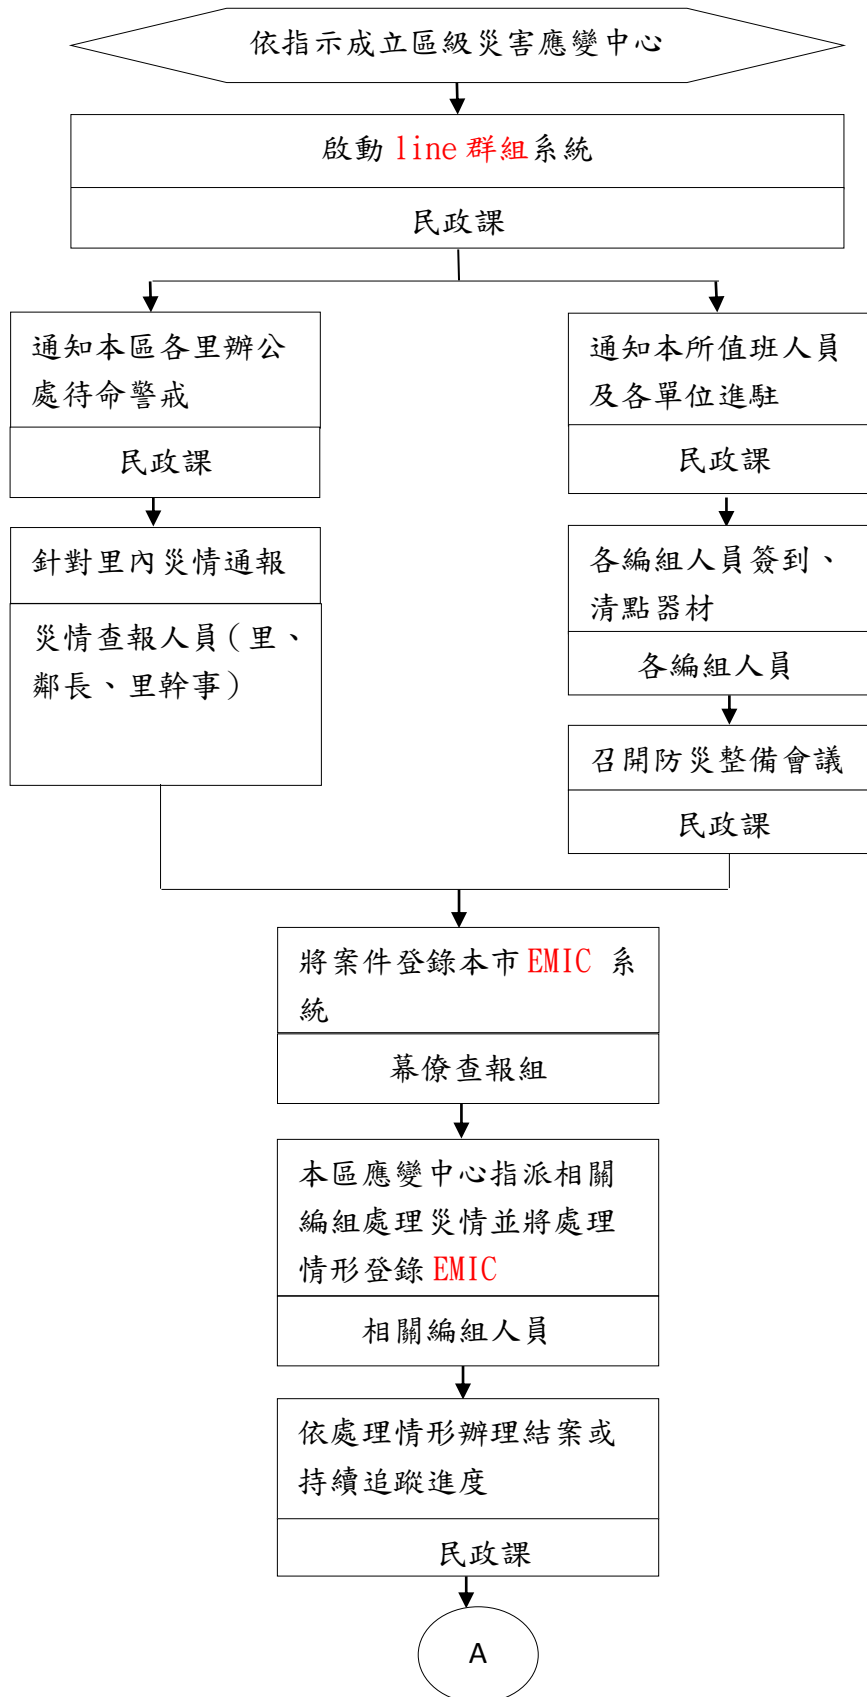 依指示成立區級災害應變中心
啟動 line 群組系統
民政課
通知本區各里辦公
處待命警戒
民政課
針對里內災情通報
災情查報人員（里、
鄰長、里幹事）
通知本所值班人員
及各單位進駐
民政課
各編組人員簽到、
清點器材
各編組人員
召開防災整備會議
民政課
將案件登錄本市 EMIC 系
統
幕僚查報組
本區應變中心指派相關
編組處理災情並將處理
情形登錄 EMIC
相關編組人員
依處理情形辦理結案或
持續追蹤進度
民政課
A